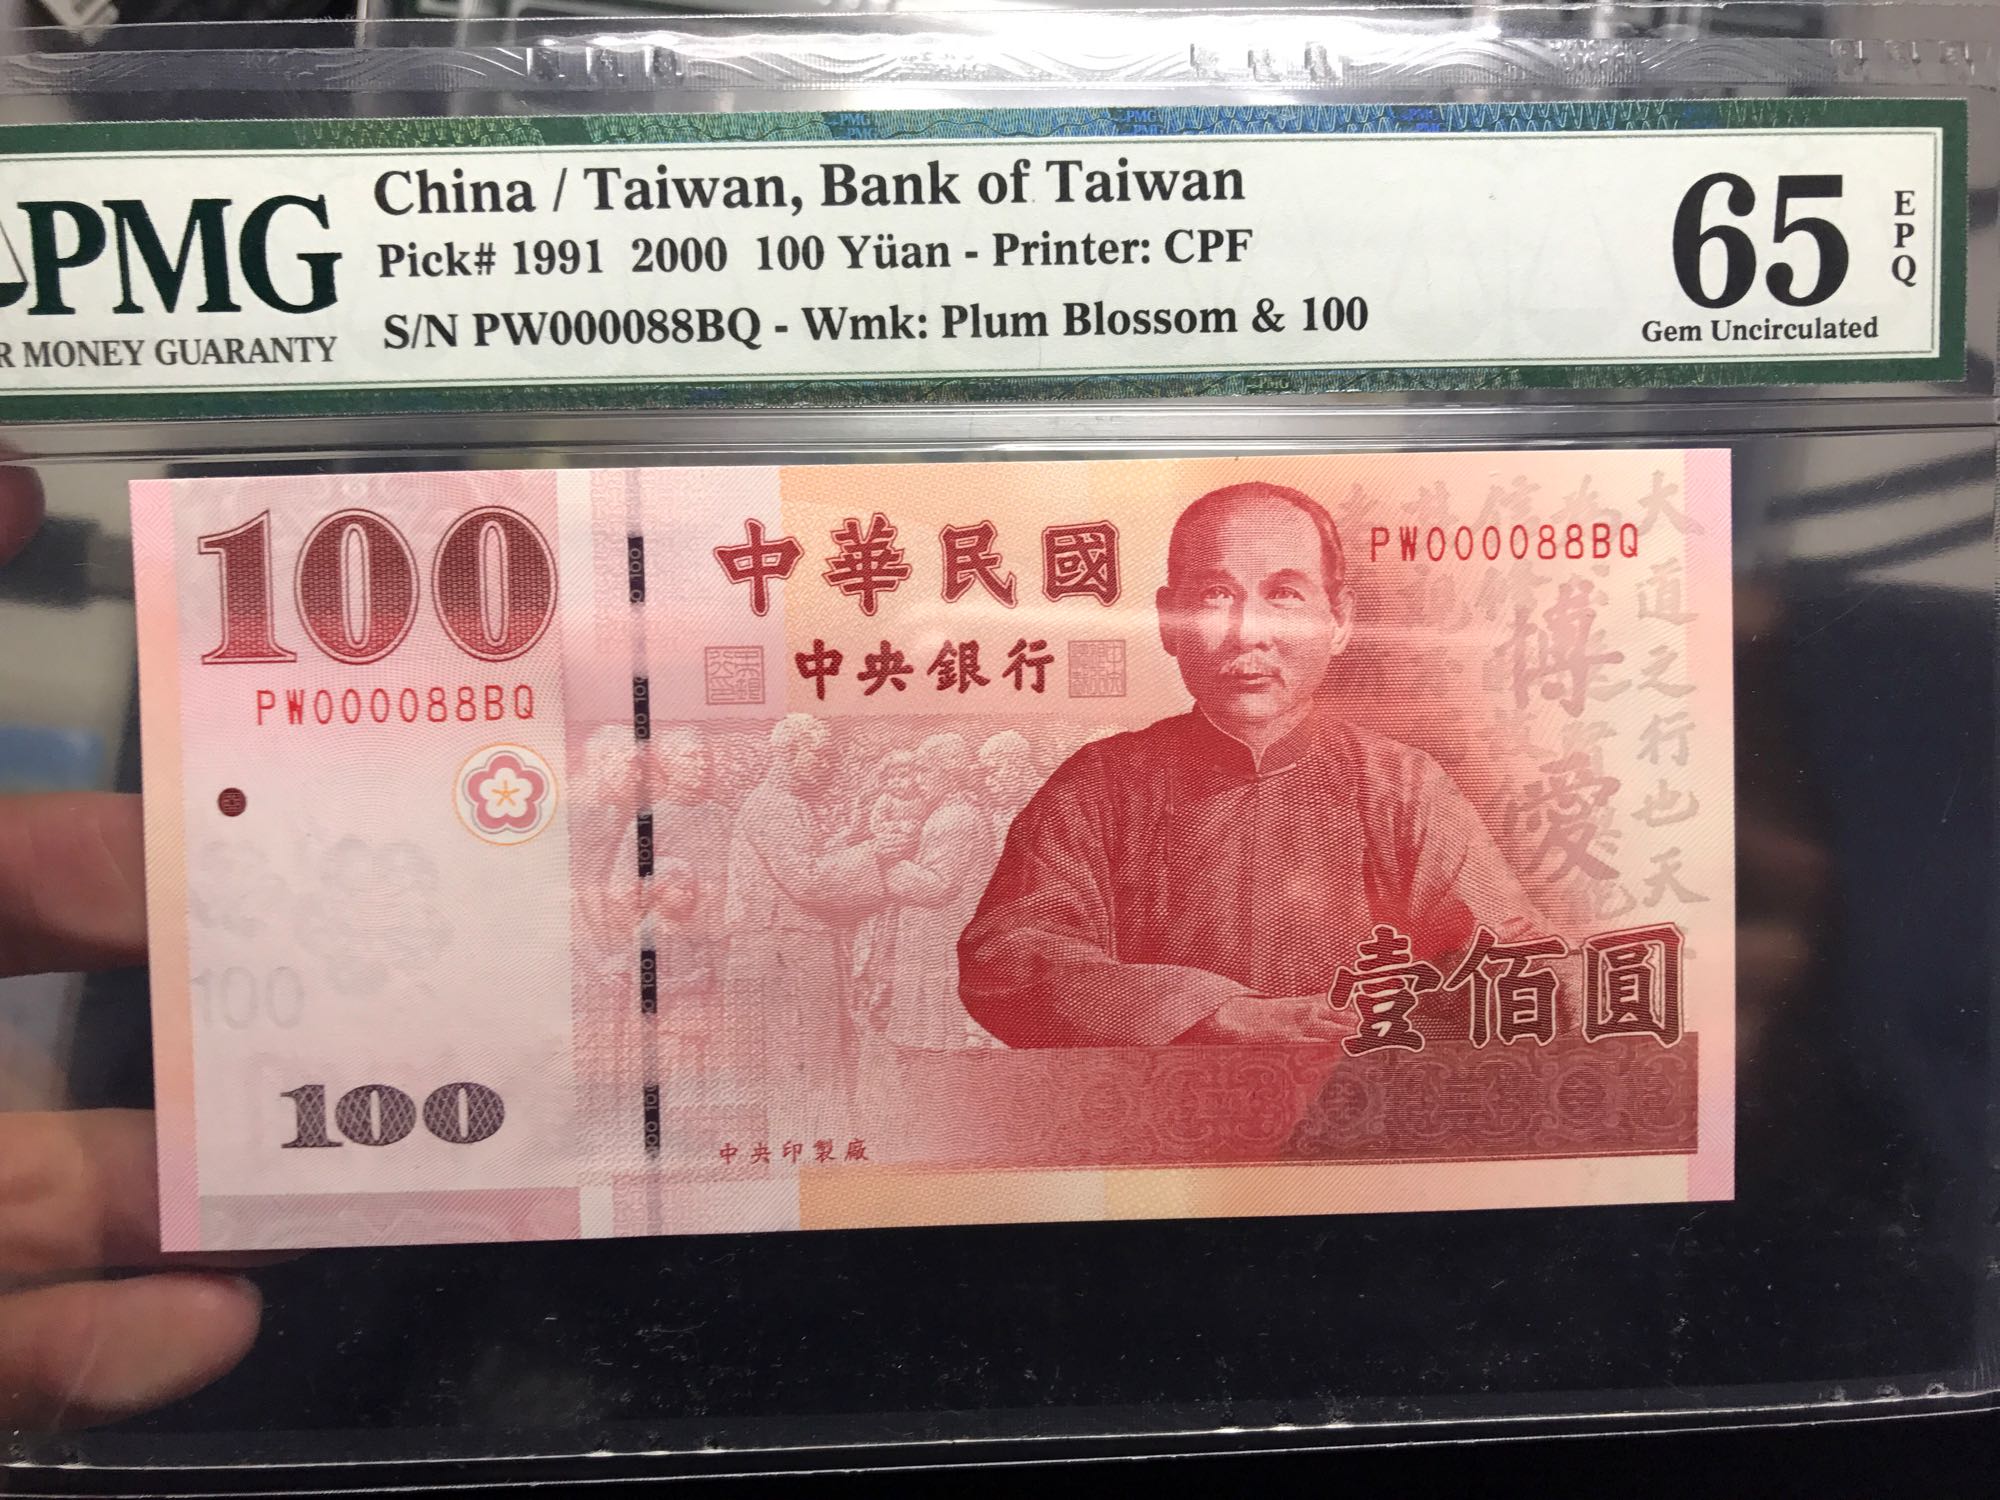 PMG
R MONEY GUARANTY
China / Taiwan, Bank of Taiwan
Pick# 1991 2000 100 Yüan - Printer: CPF
S/N PW000088BQ - Wmk: Plum Blossom & 100
65
EPQ
Gem Uncirculated
100
中華民國
PW000088BQ
中央銀行
PW000088BQ
博愛
大道之行也天
壹佰圓
100
100
中央印製廠